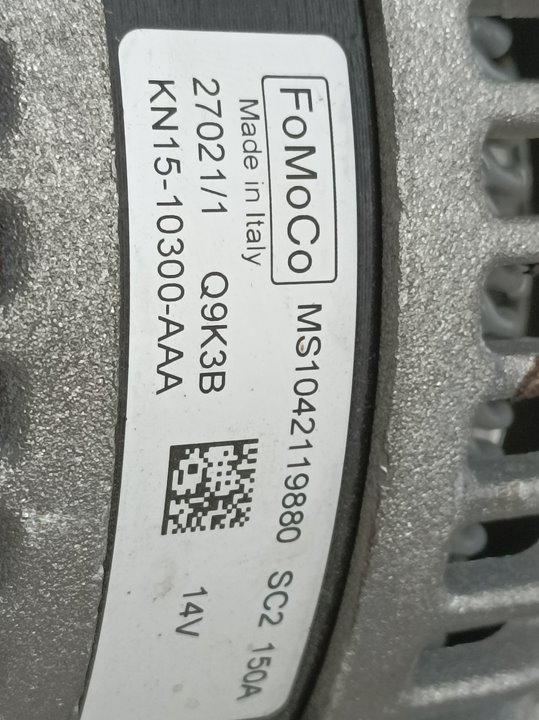 FoMoCo MS1042119880 SC2 150A
Made in Italy
27021/1 Q9K3B 14V
KN15-10300-AAA